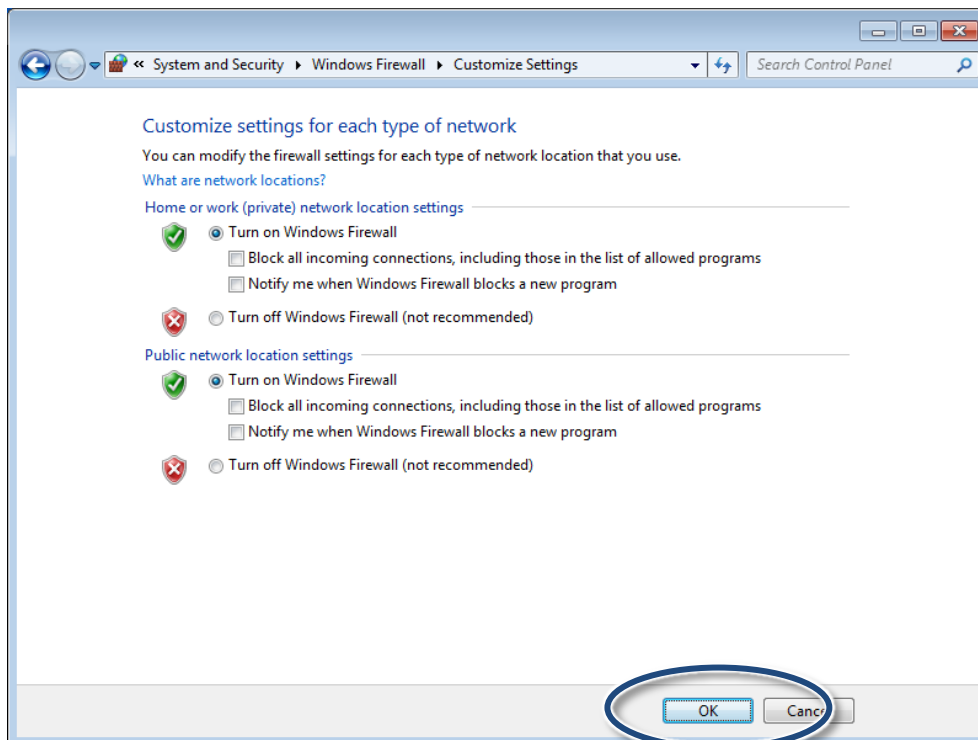 « System and Security ▸ Windows Firewall ▸ Customize Settings
Search Control Panel
Customize settings for each type of network
You can modify the firewall settings for each type of network location that you use.
What are network locations?
Home or work (private) network location settings
Turn on Windows Firewall
Block all incoming connections, including those in the list of allowed programs
Notify me when Windows Firewall blocks a new program
Turn off Windows Firewall (not recommended)
Public network location settings
Turn on Windows Firewall
Block all incoming connections, including those in the list of allowed programs
Notify me when Windows Firewall blocks a new program
Turn off Windows Firewall (not recommended)
OK
Cance